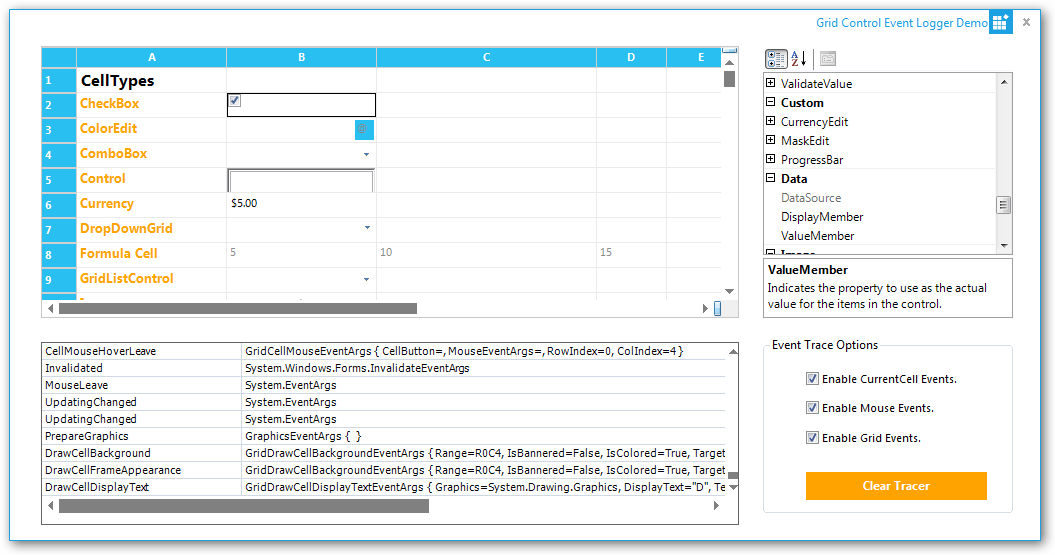 Grid Control Event Logger Demo
A B C D E
1 CellTypes
2 CheckBox
3 ColorEdit
4 ComboBox
5 Control
6 Currency $5.00
7 DropDownGrid
8 Formula Cell 5 10 15
9 GridListControl
CellMouseHoverLeave GridCellMouseEventArgs { CellButton=, MouseEventArgs=, RowIndex=0, ColIndex=4 }
Invalidated System.Windows.Forms.InvalidateEventArgs
MouseLeave System.EventArgs
UpdatingChanged System.EventArgs
UpdatingChanged System.EventArgs
PrepareGraphics GraphicsEventArgs { }
DrawCellBackground GridDrawCellBackgroundEventArgs { Range=R0C4, IsBannered=False, IsColored=True, Target
DrawCellFrameAppearance GridDrawCellBackgroundEventArgs { Range=R0C4, IsBannered=False, IsColored=True, Target
DrawCellDisplayText GridDrawCellDisplayTextEventArgs { Graphics=System.Drawing.Graphics, DisplayText="D", Te
ValidateValue
Custom
CurrencyEdit
MaskEdit
ProgressBar
Data
DataSource
DisplayMember
ValueMember
Image
ValueMember
Indicates the property to use as the actual
value for the items in the control.
Event Trace Options
Enable CurrentCell Events.
Enable Mouse Events.
Enable Grid Events.
Clear Tracer